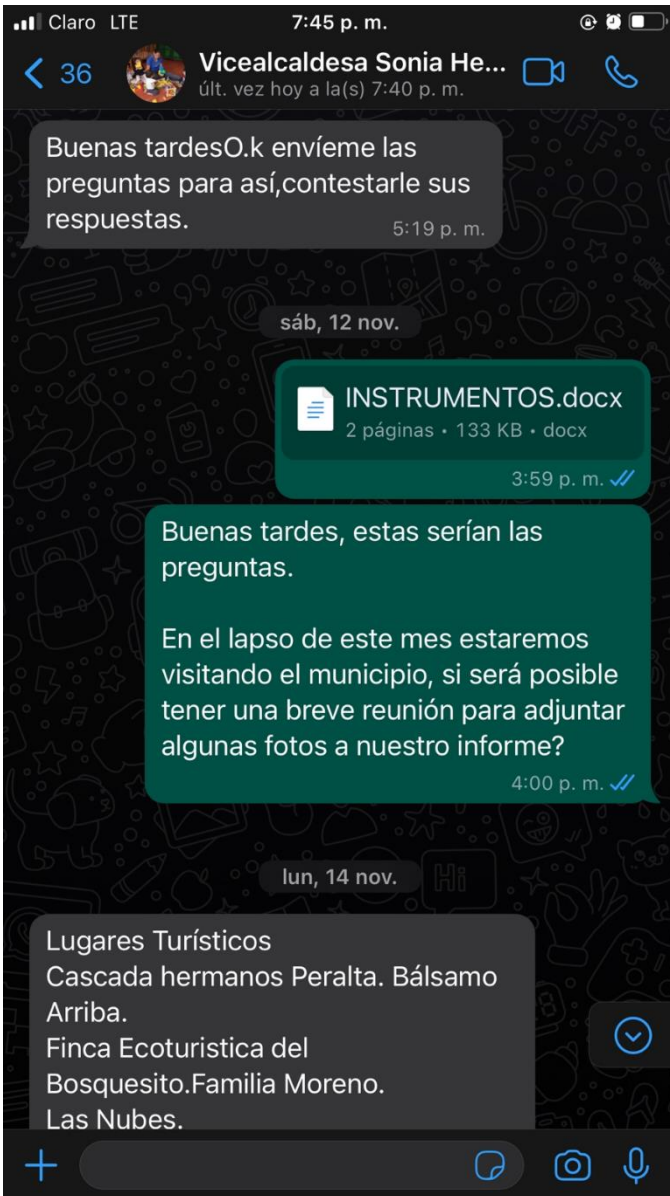 Claro LTE 7:45 p. m.
36 Vicealcaldesa Sonia He...
últ. vez hoy a la(s) 7:40 p. m.
Buenas tardesO.k envíeme las
preguntas para así,contestarle sus
respuestas.
5:19 p. m.
sáb, 12 nov.
INSTRUMENTOS.docx
2 páginas • 133 KB • docx
3:59 p. m.
Buenas tardes, estas serían las
preguntas.
En el lapso de este mes estaremos
visitando el municipio, si será posible
tener una breve reunión para adjuntar
algunas fotos a nuestro informe?
4:00 p. m.
lun, 14 nov.
Lugares Turísticos
Cascada hermanos Peralta. Bálsamo
Arriba.
Finca Ecoturistica del
Bosquesito.Familia Moreno.
Las Nubes.